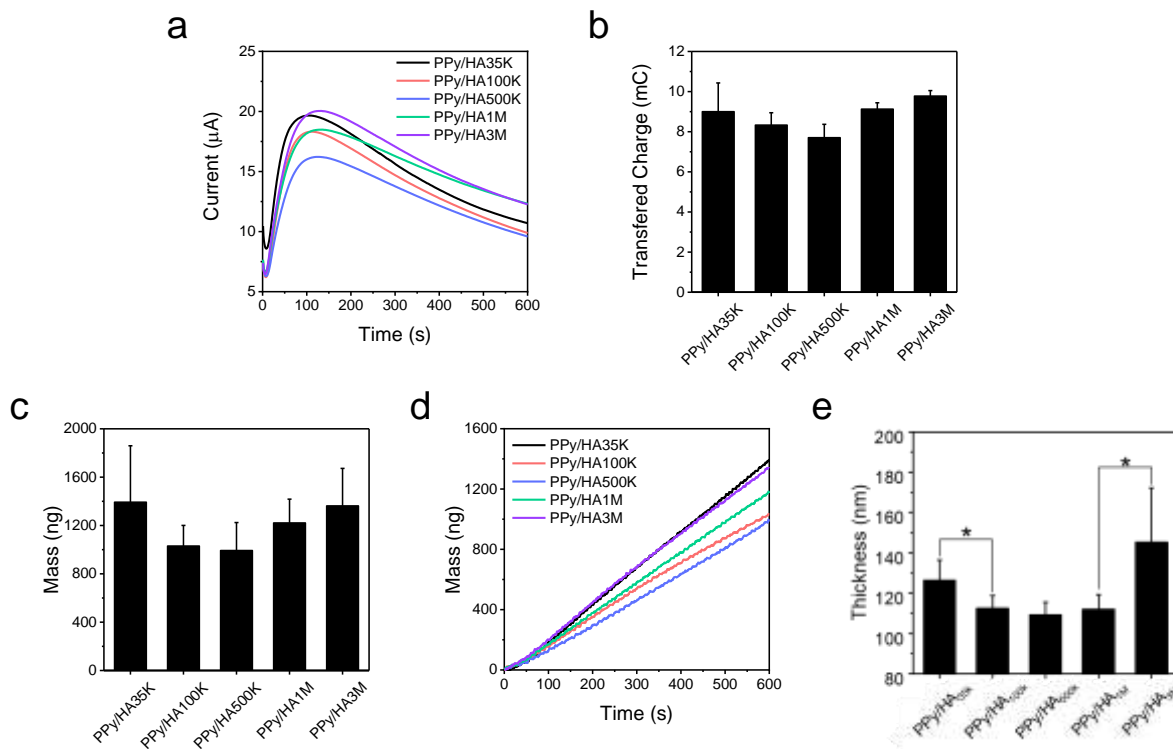 a
25
20
15
10
5
Current (μA)
0
100
200
300
400
500
600
Time (s)
PPy/HA35K
PPy/HA100K
PPy/HA500K
PPy/HA1M
PPy/HA3M
b
12
10
8
6
4
2
0
Transfered Charge (mC)
PPy/HA35K
PPy/HA100K
PPy/HA500K
PPy/HA1M
PPy/HA3M
c
2000
1600
1200
800
400
0
Mass (ng)
PPy/HA35K
PPy/HA100K
PPy/HA500K
PPy/HA1M
PPy/HA3M
d
1600
1200
800
400
0
Mass (ng)
0
100
200
300
400
500
600
Time (s)
PPy/HA35K
PPy/HA100K
PPy/HA500K
PPy/HA1M
PPy/HA3M
e
200
180
160
140
120
100
80
Thickness (nm)
*
*
PPy/HA100k
PPy/HA1M